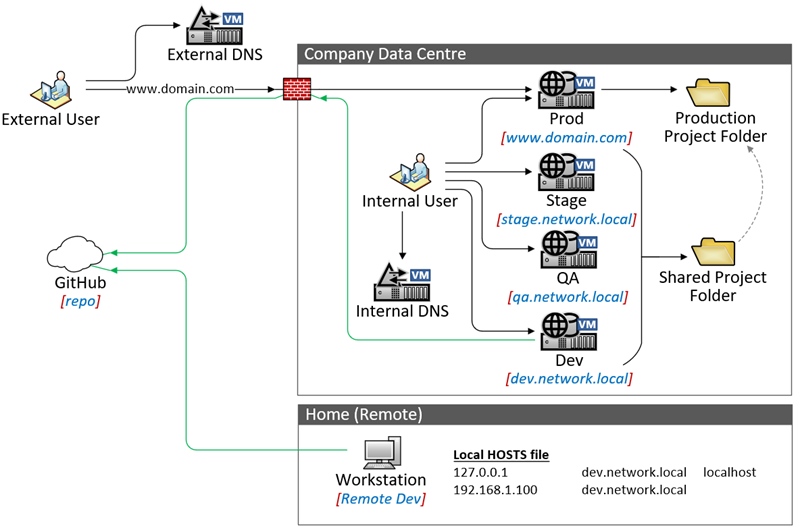 VM
External DNS
Company Data Centre
www.domain.com
External User
VM
Prod
[www.domain.com]
Production
Project Folder
Internal User
VM
Stage
[stage.network.local]
VM
Internal DNS
VM
QA
[qa.network.local]
Shared Project
Folder
GitHub
[repo]
VM
Dev
[dev.network.local]
Home (Remote)
Workstation
[Remote Dev]
Local HOSTS file
127.0.0.1 dev.network.local localhost
192.168.1.100 dev.network.local